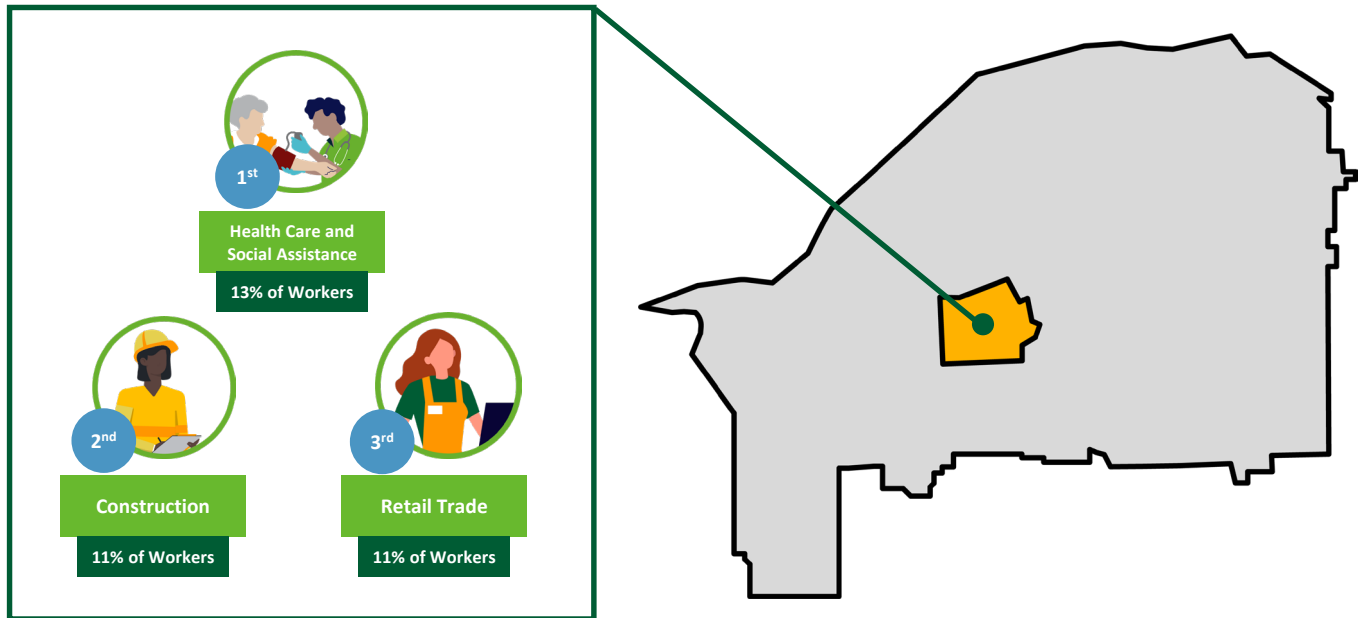 1st
Health Care and
Social Assistance
13% of Workers
2nd
Construction
11% of Workers
3rd
Retail Trade
11% of Workers